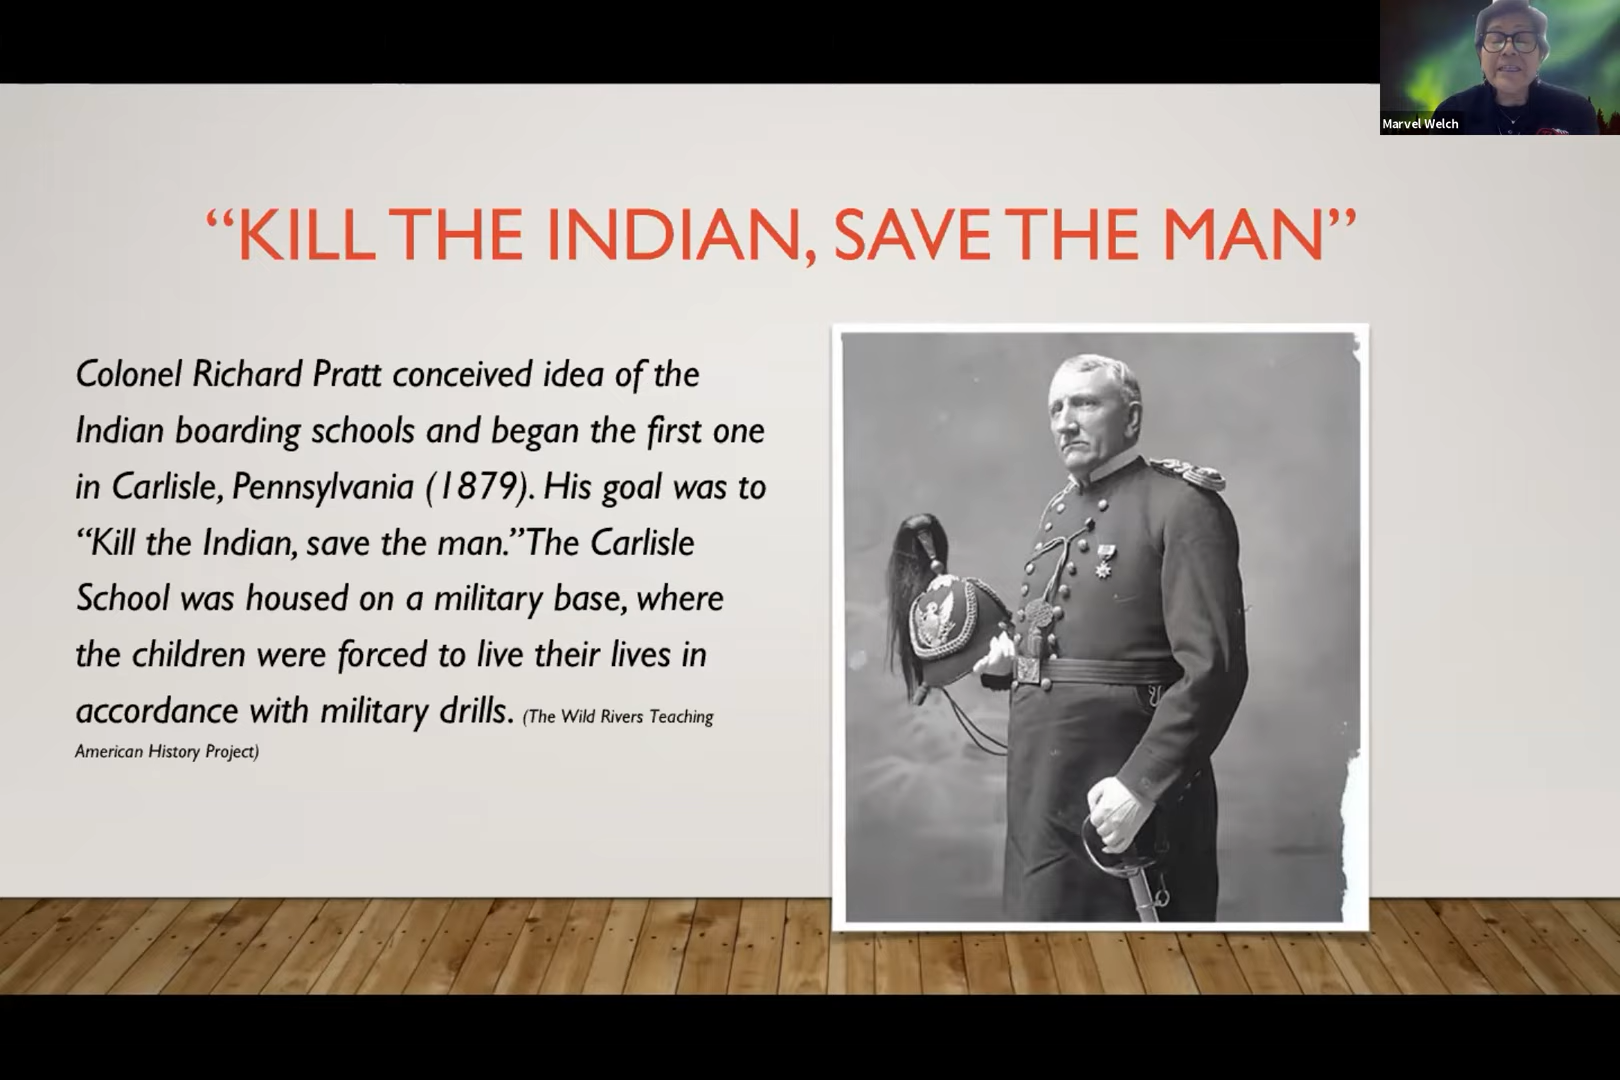 Marvel Welch
“KILL THE INDIAN, SAVE THE MAN”
Colonel Richard Pratt conceived idea of the
Indian boarding schools and began the first one
in Carlisle, Pennsylvania (1879). His goal was to
“Kill the Indian, save the man.”The Carlisle
School was housed on a military base, where
the children were forced to live their lives in
accordance with military drills. (The Wild Rivers Teaching
American History Project)